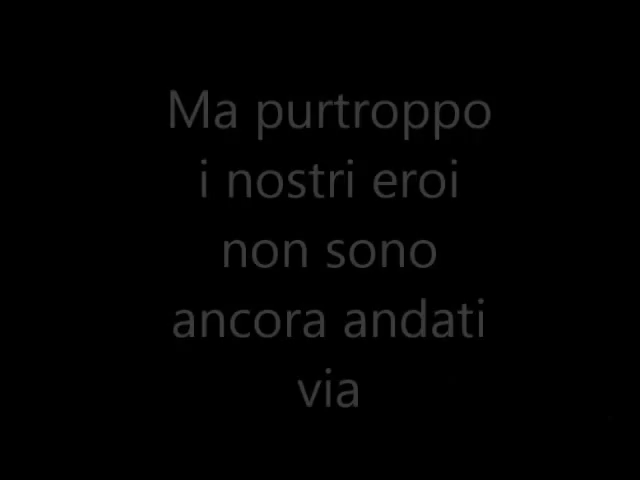 Ma purtroppo
i nostri eroi
non sono
ancora andati
via